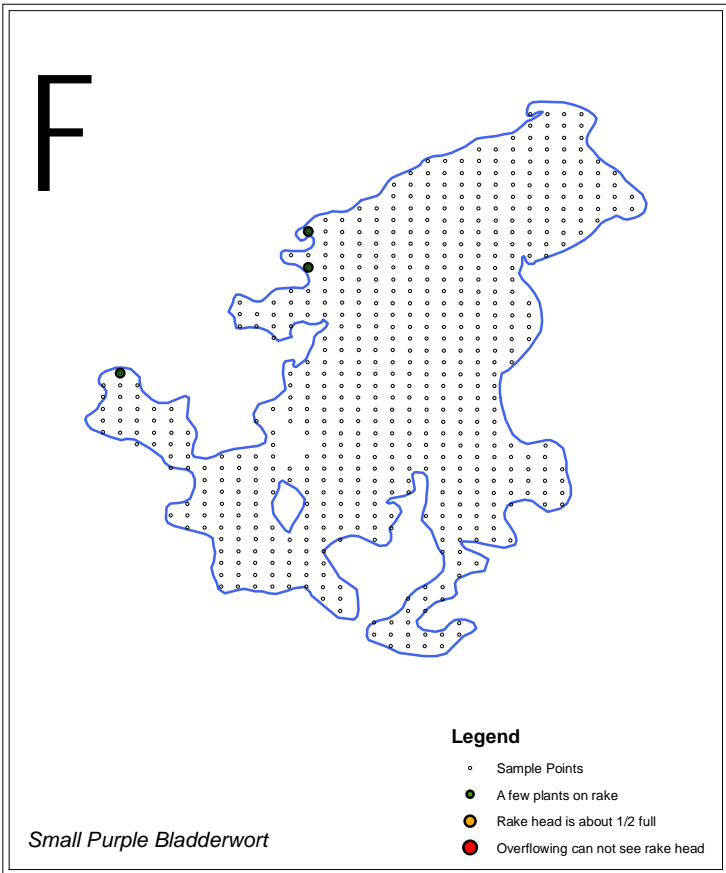 F
Legend
Sample Points
A few plants on rake
Rake head is about 1/2 full
Overflowing can not see rake head
Small Purple Bladderwort